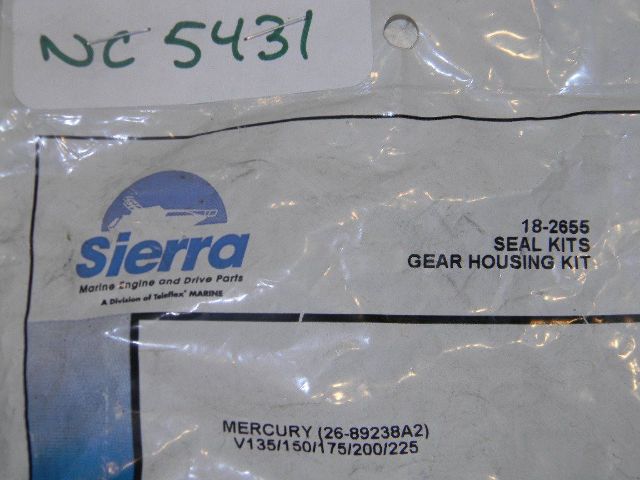 NC 5431
Sierra
Marine Engine and Drive Parts
A Division of Teleflex® MARINE
18-2655
SEAL KITS
GEAR HOUSING KIT
MERCURY (26-89238A2)
V135/150/175/200/225